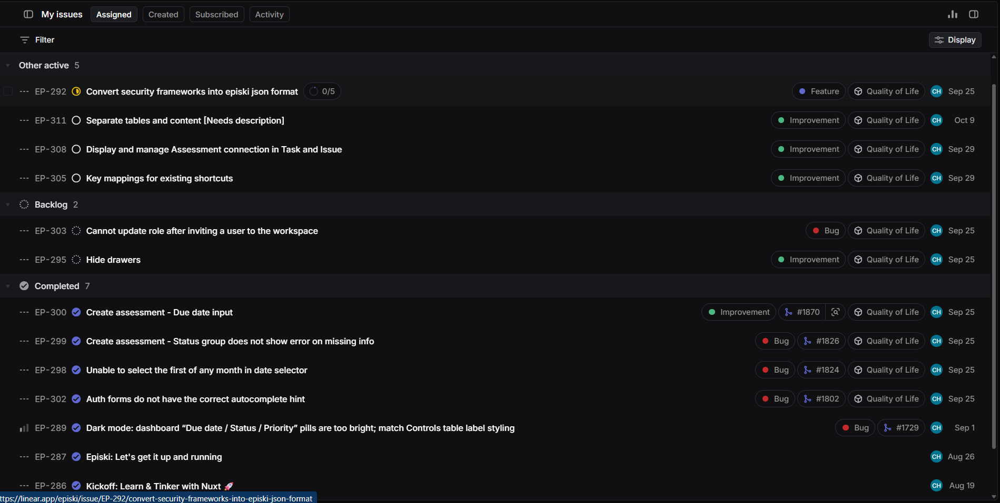 My issues Assigned Created Subscribed Activity
Filter Display
Other active 5
EP-292 Convert security frameworks into episki json format 0/5 Feature Quality of Life CH Sep 25
EP-311 Separate tables and content [Needs description] Improvement Quality of Life CH Oct 9
EP-308 Display and manage Assessment connection in Task and Issue Improvement Quality of Life CH Sep 29
EP-305 Key mappings for existing shortcuts Improvement Quality of Life CH Sep 29
Backlog 2
EP-303 Cannot update role after inviting a user to the workspace Bug Quality of Life CH Sep 25
EP-295 Hide drawers Improvement Quality of Life CH Sep 25
Completed 7
EP-300 Create assessment - Due date input Improvement #1870 Quality of Life CH Sep 25
EP-299 Create assessment - Status group does not show error on missing info Bug #1826 Quality of Life CH Sep 25
EP-298 Unable to select the first of any month in date selector Bug #1824 Quality of Life CH Sep 25
EP-302 Auth forms do not have the correct autocomplete hint Bug #1802 Quality of Life CH Sep 25
EP-289 Dark mode: dashboard “Due date / Status / Priority” pills are too bright; match Controls table label styling Bug #1729 CH Sep 1
EP-287 Episki: Let's get it up and running CH Aug 26
EP-286 Kickoff: Learn & Tinker with Nuxt 🚀 CH Aug 19
ttps://linear.app/episki/issue/EP-292/convert-security-frameworks-into-episki-json-format